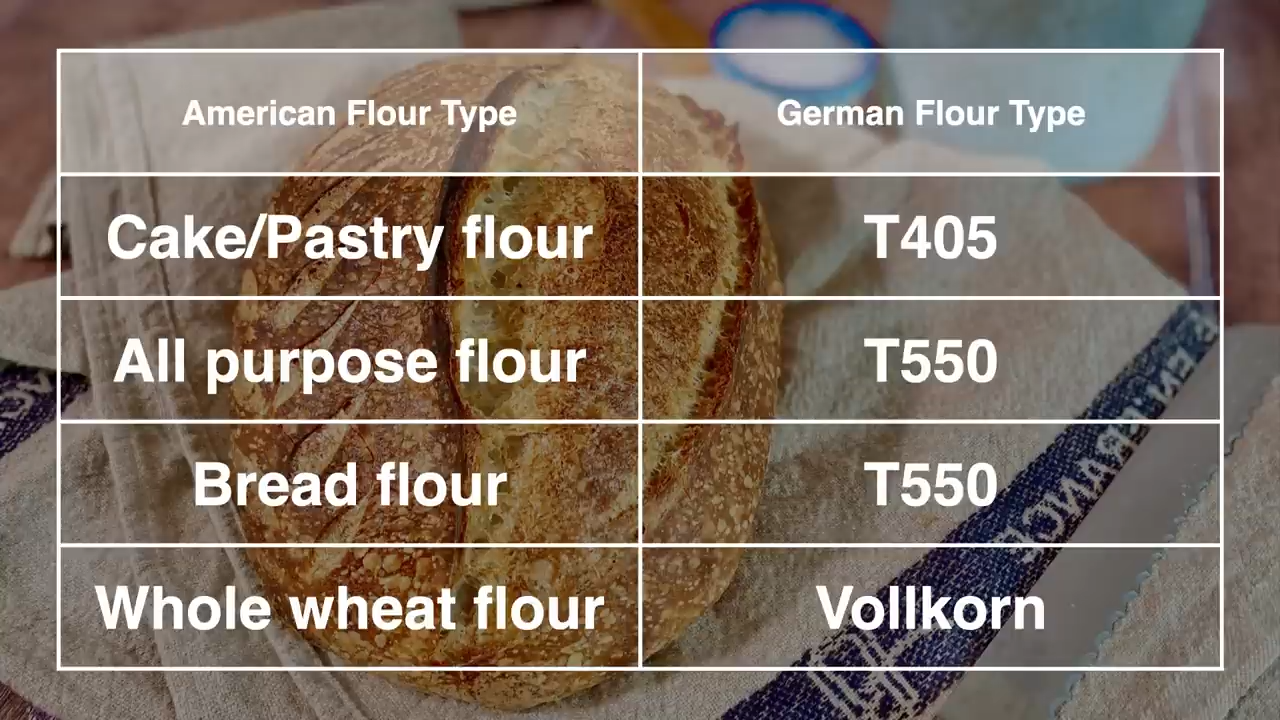 American Flour Type
German Flour Type
Cake/Pastry flour
T405
All purpose flour
T550
Bread flour
T550
Whole wheat flour
Vollkorn